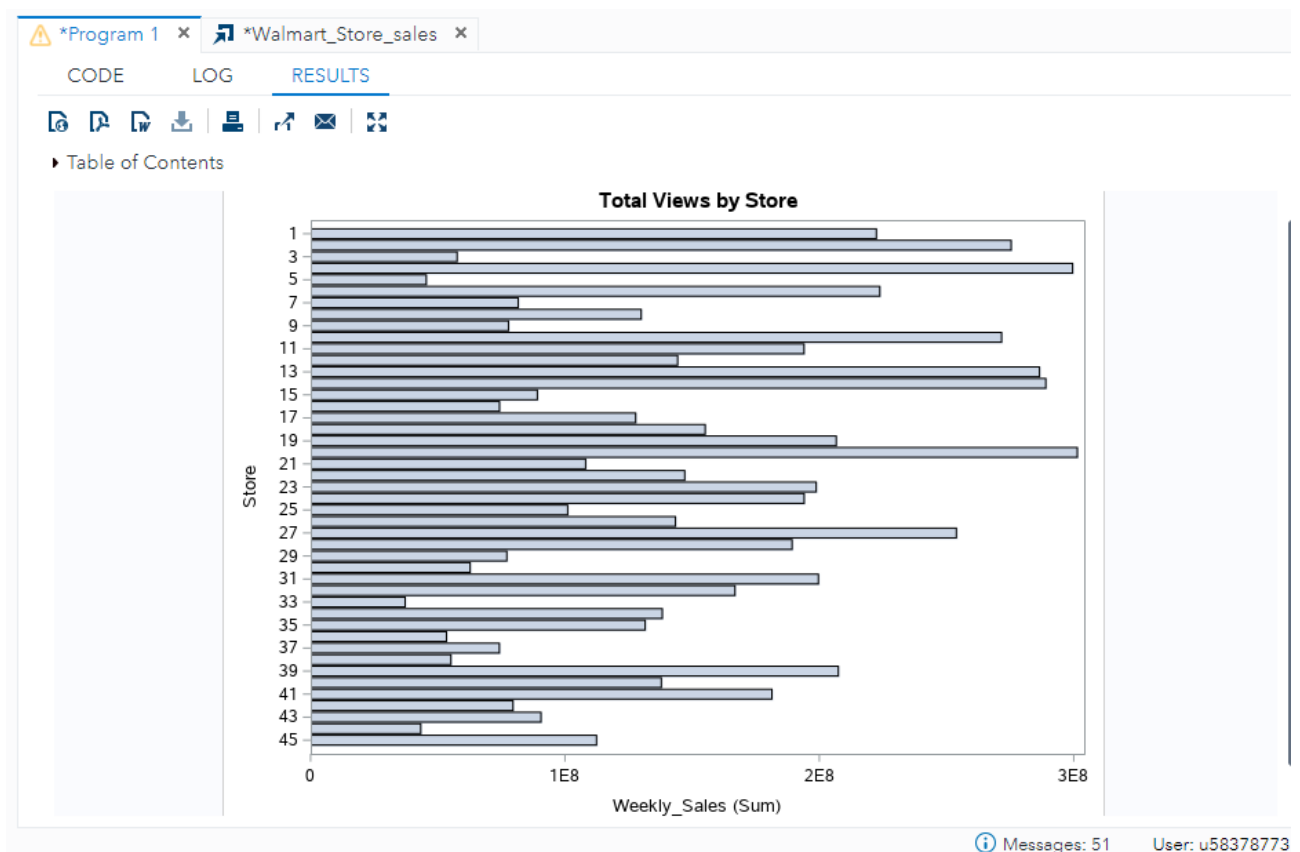 *Program 1 × *Walmart_Store_sales ×
CODE LOG RESULTS
Table of Contents
Total Views by Store
1
3
5
7
9
11
13
15
17
19
21
23
25
27
29
31
33
35
37
39
41
43
45
Store
0 1E8 2E8 3E8
Weekly_Sales (Sum)
Messages: 51 User: u58378773